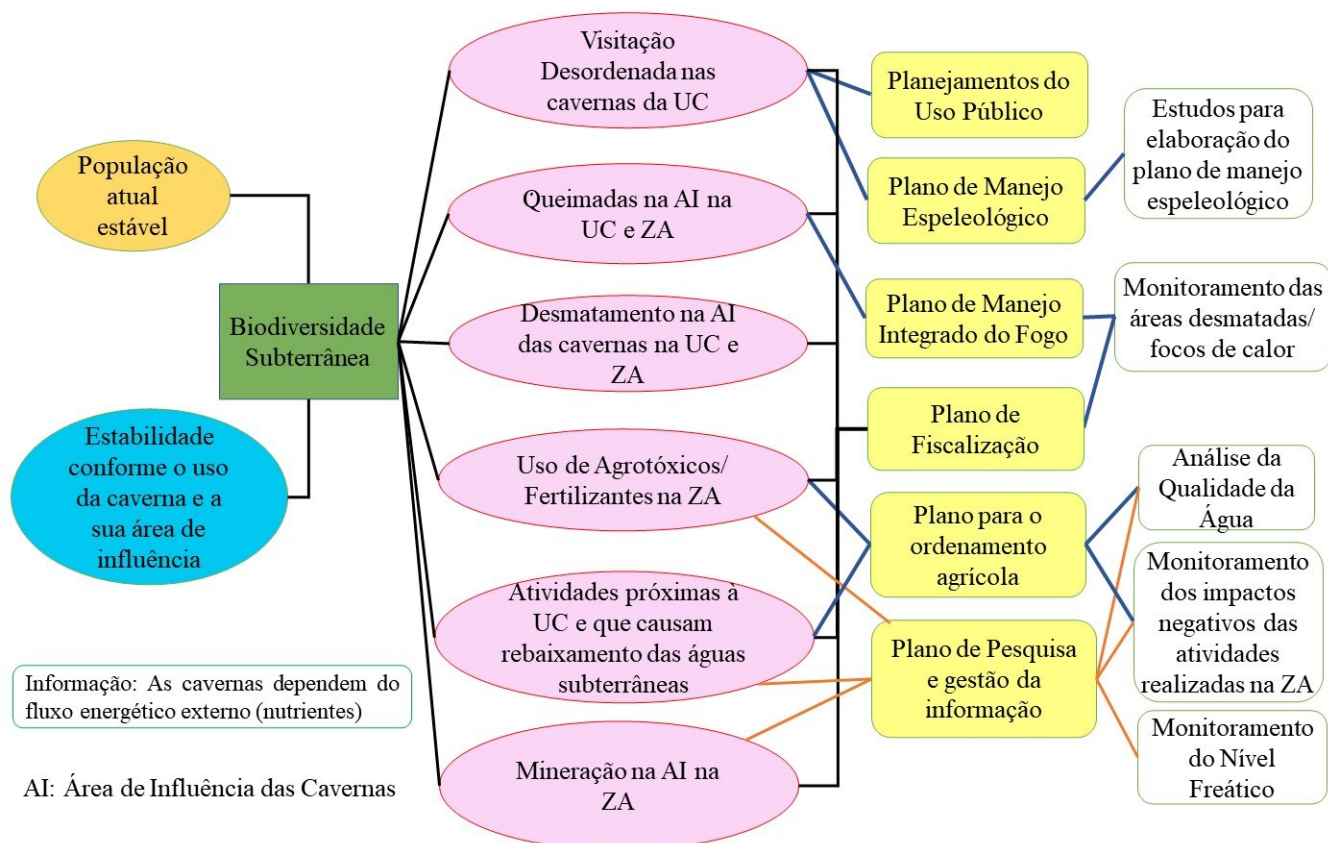 População
atual
estável
Biodiversidade
Subterrânea
Estabilidade
conforme o uso
da caverna e a
sua área de
influência
Informação: As cavernas dependem do
fluxo energético externo (nutrientes)
AI: Área de Influência das Cavernas
Visitação
Desordenada nas
cavernas da UC
Queimadas na AI na
UC e ZA
Desmatamento na AI
das cavernas na UC e
ZA
Uso de Agrotóxicos/
Fertilizantes na ZA
Atividades próximas à
UC e que causam
rebaixamento das águas
subterrâneas
Mineração na AI na
ZA
Planejamentos do
Uso Público
Plano de Manejo
Espeleológico
Plano de Manejo
Integrado do Fogo
Plano de
Fiscalização
Plano para o
ordenamento
agrícola
Plano de Pesquisa
e gestão da
informação
Estudos para
elaboração do
plano de manejo
espeleológico
Monitoramento das
áreas desmatadas/
focos de calor
Análise da
Qualidade da
Água
Monitoramento
dos impactos
negativos das
atividades
realizadas na ZA
Monitoramento
do Nível
Freático